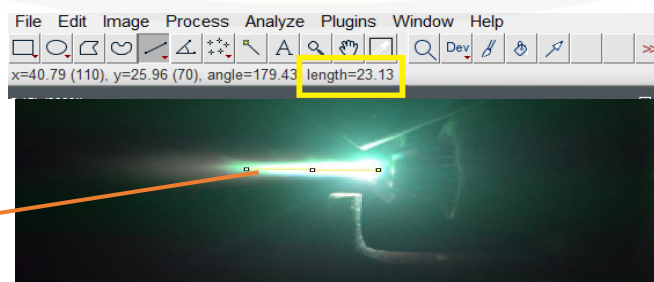 File Edit Image Process Analyze Plugins Window Help
A Dev >>
x=40.79 (110), y=25.96 (70), angle=179.43 length=23.13